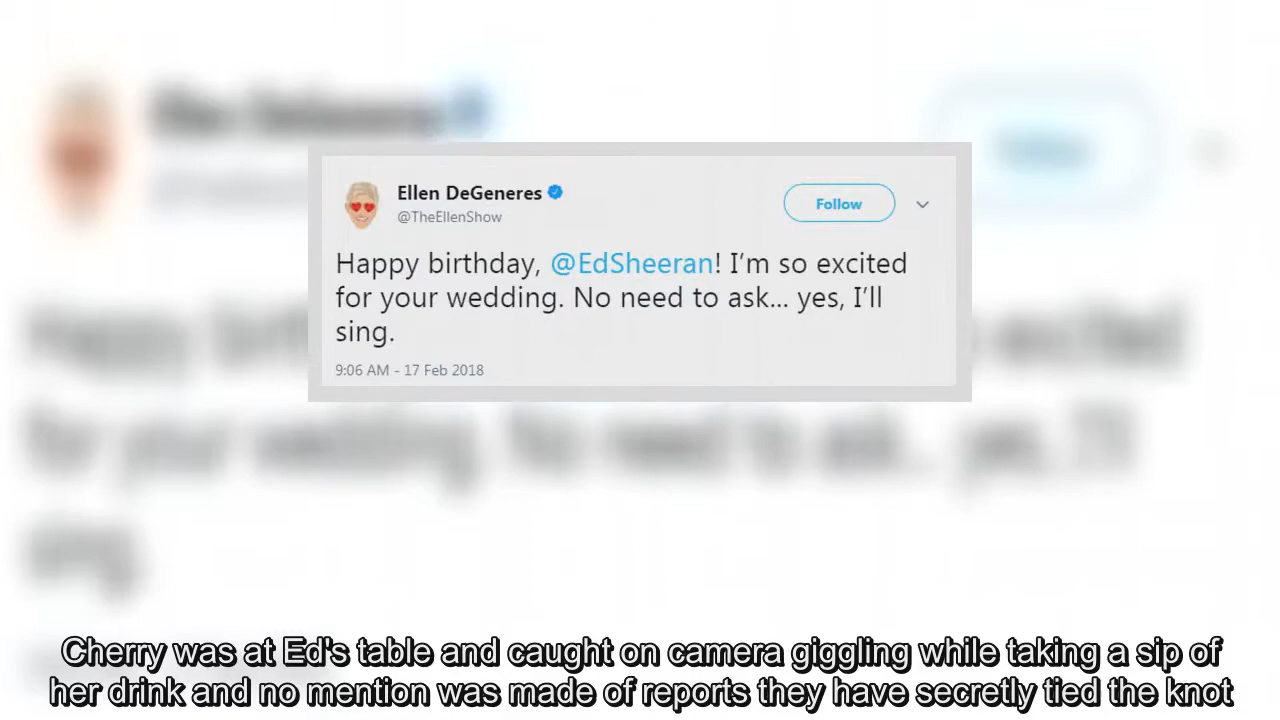 Ellen DeGeneres
@TheEllenShow
Follow
Happy birthday, @EdSheeran! I'm so excited
for your wedding. No need to ask... yes, I'll
sing.
9:06 AM - 17 Feb 2018
Cherry was at Ed's table and caught on camera giggling while taking a sip of
her drink and no mention was made of reports they have secretly tied the knot